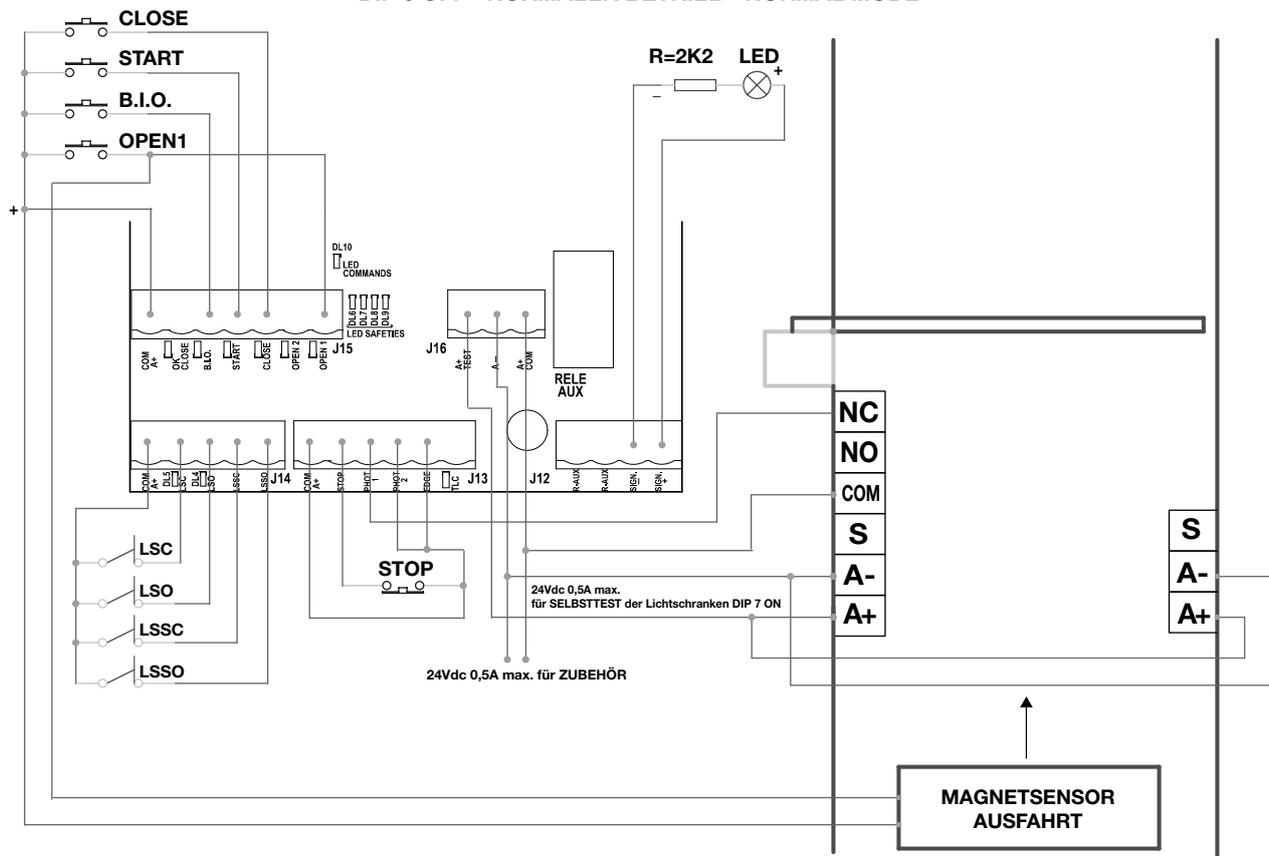 CLOSE
START
B.I.O.
OPEN1
+
R=2K2 LED
+
–
DL10
LED
COMMANDS
DL6
DL7
DL8
DL9
LED SAFETIES
COM
A+
OK
CLOSE
B.I.O.
START
CLOSE
OPEN 2
OPEN 1
J15
J16
A+
TEST
A –
A+
COM
RELE
AUX
COM
A+
DL5
LSC
DL4
LSO
LSSC
LSSO
J14
COM
A+
STOP
PHOT
1
PHOT
2
EDGE
TLC
J13
J12
R-AUX
R-AUX
SIGN.
–
SIGN.
+
LSC
LSO
LSSC
LSSO
STOP
24Vdc 0,5A max.
für SELBSTTEST der Lichtschranken DIP 7 ON
24Vdc 0,5A max. für ZUBEHÖR
NC
NO
COM
S
A-
A+
S
A-
A+
MAGNETSENSOR
AUSFAHRT